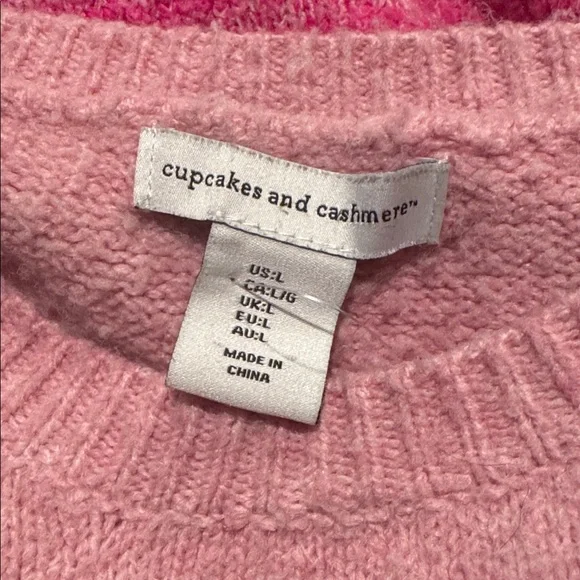 cupcakes and cashmere™
US:L
CA:L/G
UK:L
EU:L
AU:L
MADE IN
CHINA